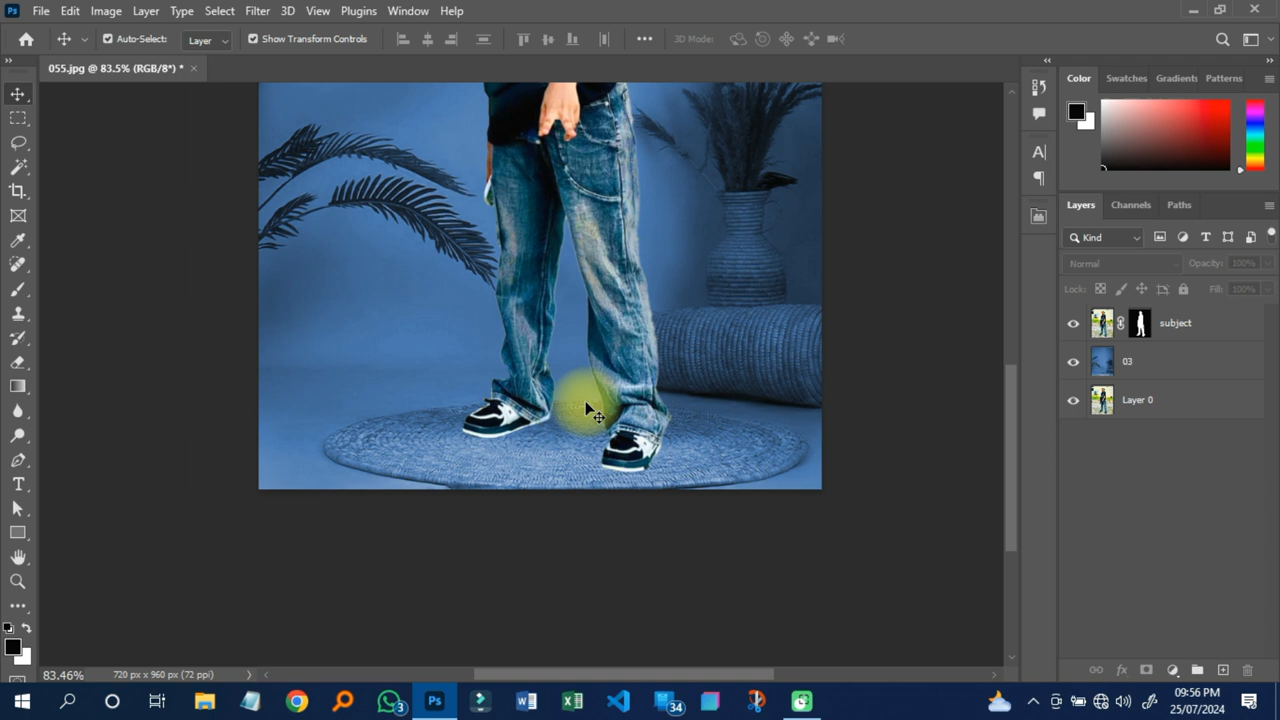 Ps File Edit Image Layer Type Select Filter 3D View Plugins Window Help
Auto-Select: Layer Show Transform Controls 3D Mode:
055.jpg @ 83.5% (RGB/8*) * ×
Color Swatches Gradients Patterns
Layers Channels Paths
Kind
Normal Opacity: 100%
Lock: Fill: 100%
subject
03
Layer 0
83.46% 720 px x 960 px (72 ppi)
3 Ps 34
09:56 PM
25/07/2024